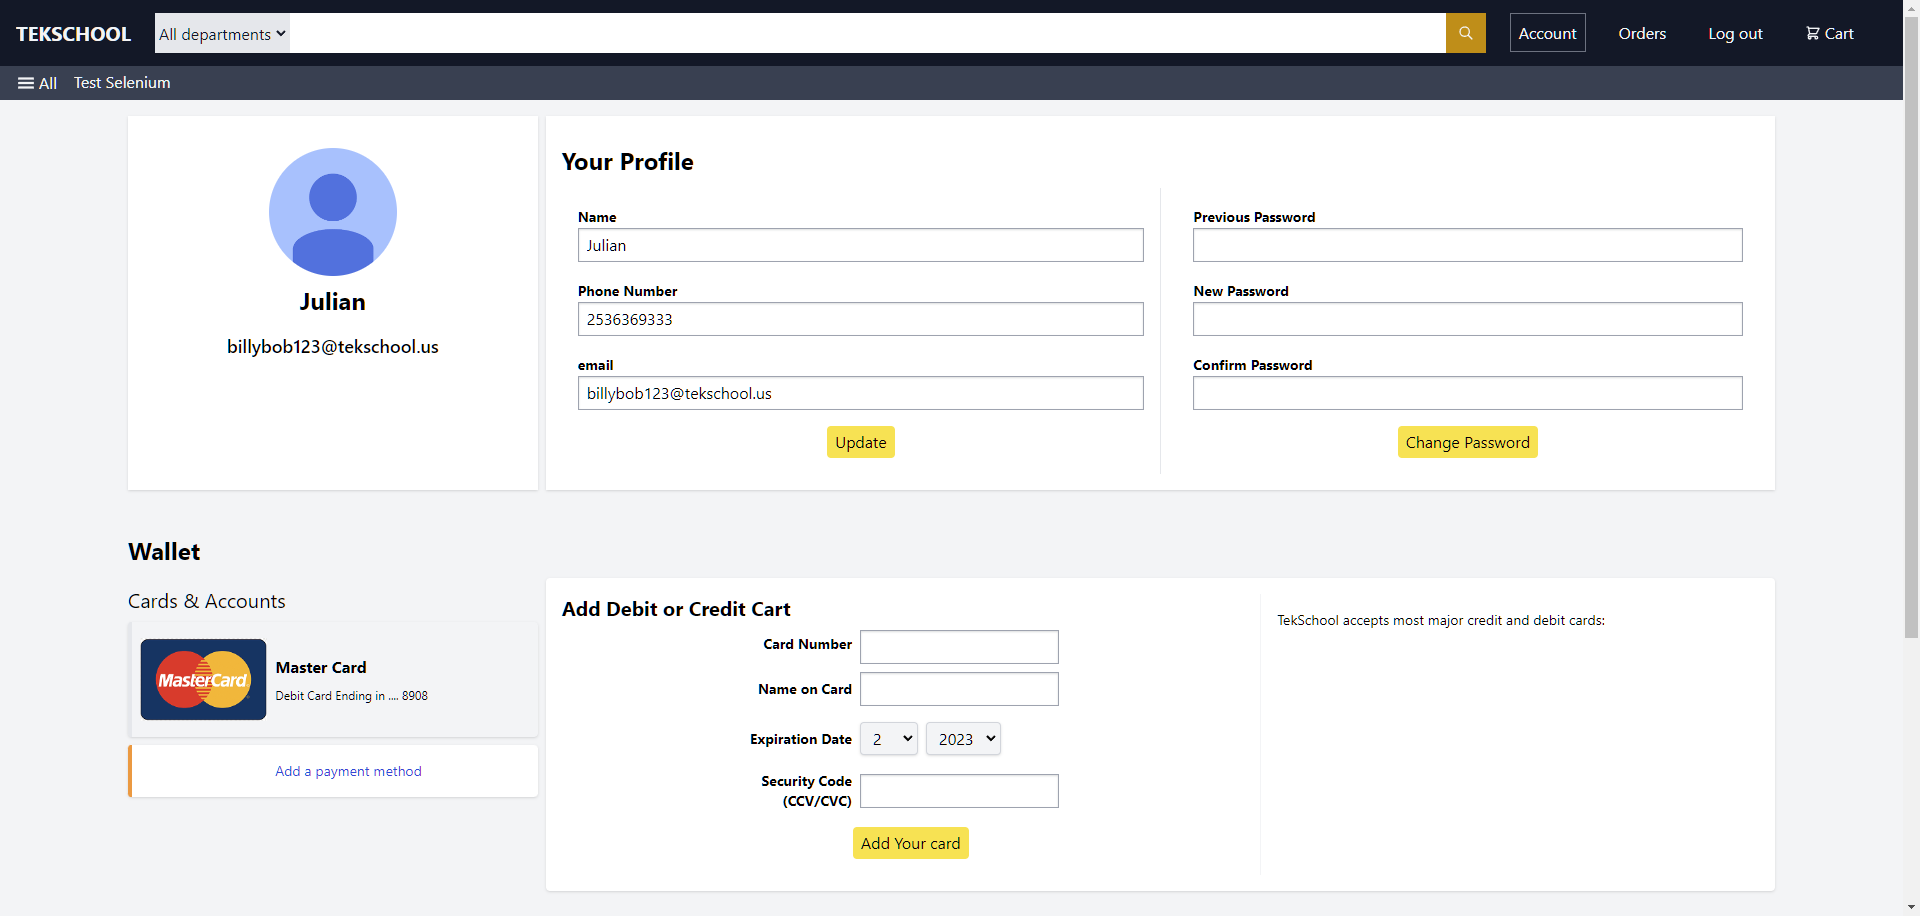 TEKSCHOOL
All departments
Account
Orders
Log out
Cart
All
Test Selenium
Julian
billybob123@tekschool.us
Your Profile
Name
Julian
Phone Number
2536369333
email
billybob123@tekschool.us
Update
Previous Password
New Password
Confirm Password
Change Password
Wallet
Cards & Accounts
MasterCard
Master Card
Debit Card Ending in .... 8908
Add a payment method
Add Debit or Credit Cart
Card Number
Name on Card
Expiration Date
2
2023
Security Code
(CCV/CVC)
Add Your card
TekSchool accepts most major credit and debit cards: